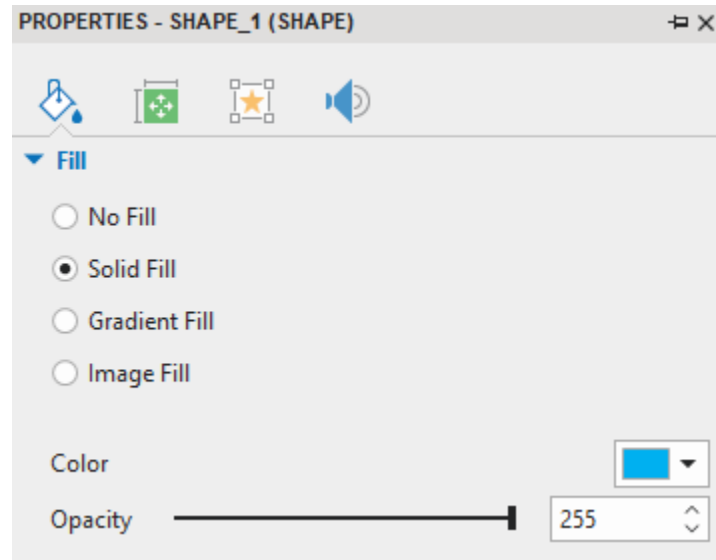 PROPERTIES - SHAPE_1 (SHAPE)
Fill
No Fill
Solid Fill
Gradient Fill
Image Fill
Color
Opacity 255